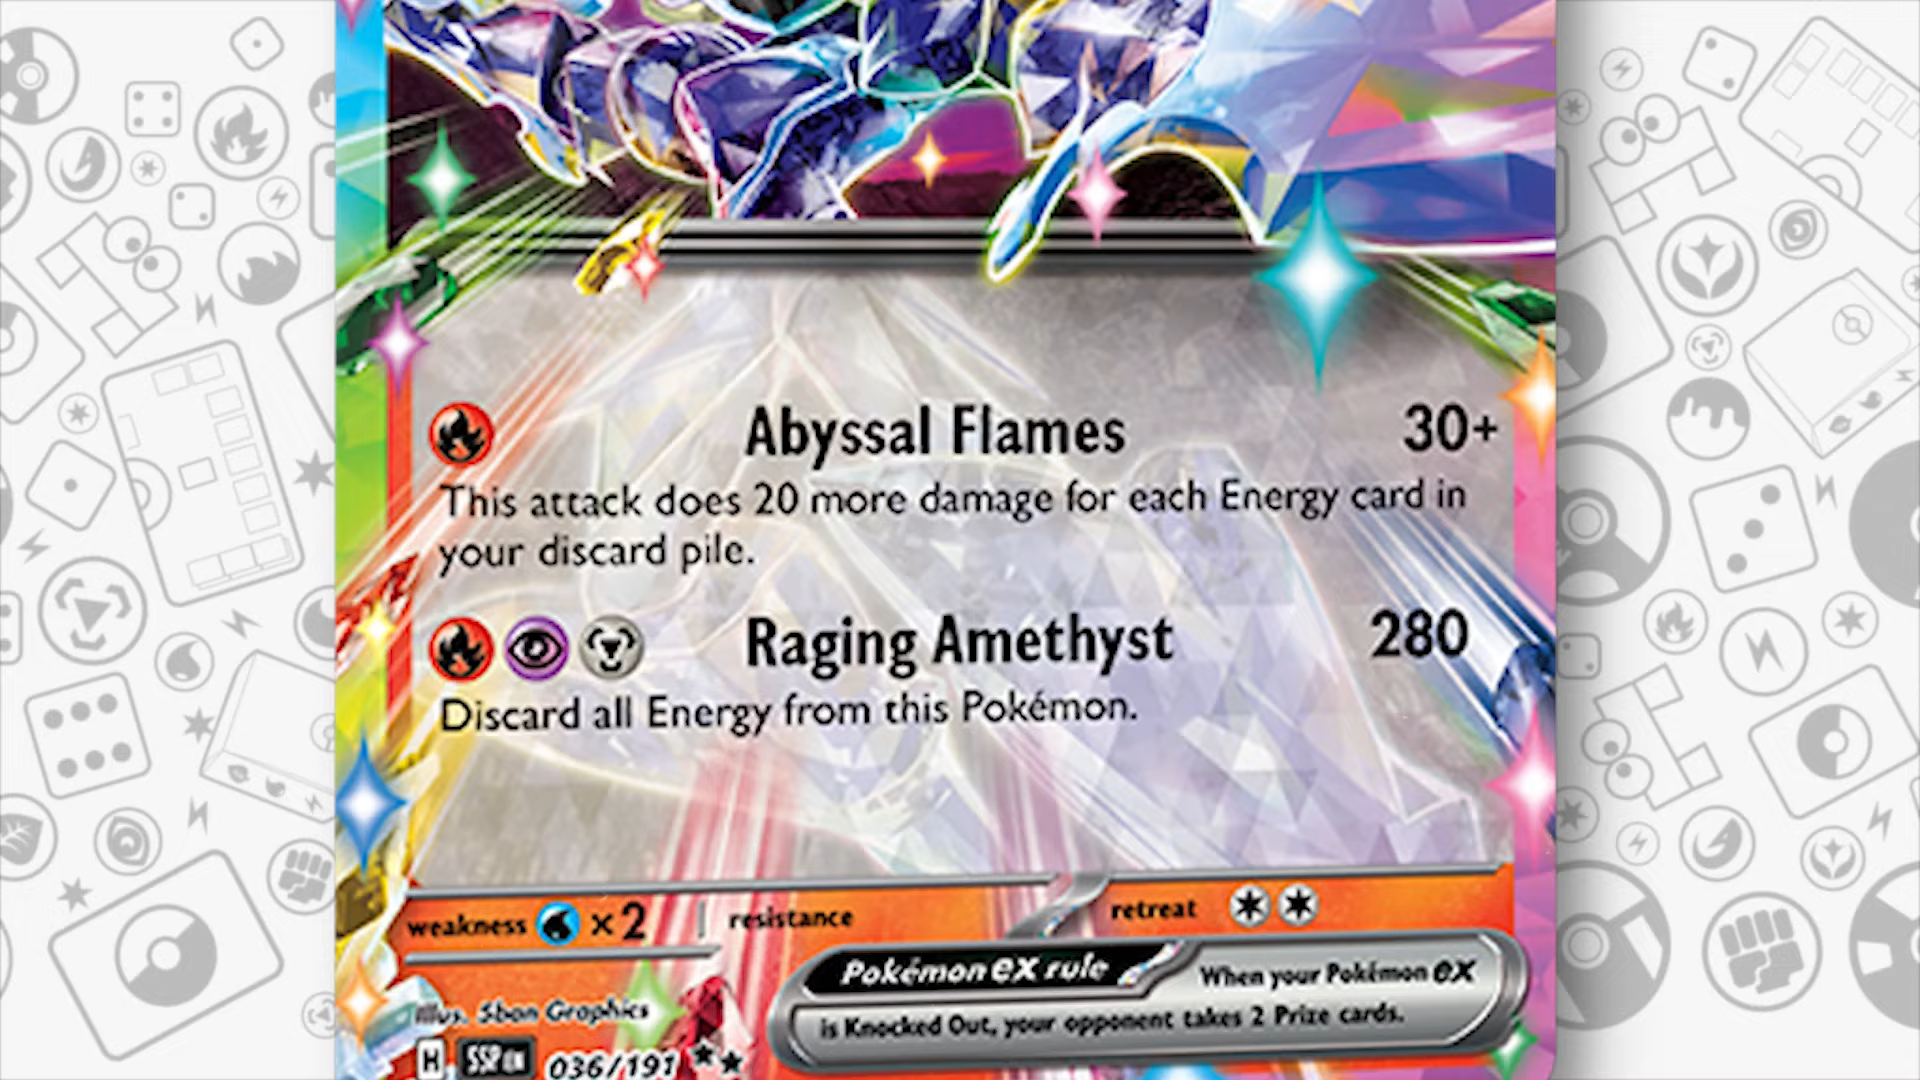 Abyssal Flames 30+
This attack does 20 more damage for each Energy card in
your discard pile.
Raging Amethyst 280
Discard all Energy from this Pokémon.
weakness x2 resistance retreat
Pokémon ex rule When your Pokémon ex
is Knocked Out, your opponent takes 2 Prize cards.
Illus. 5ban Graphics
H SSP EN 036/191